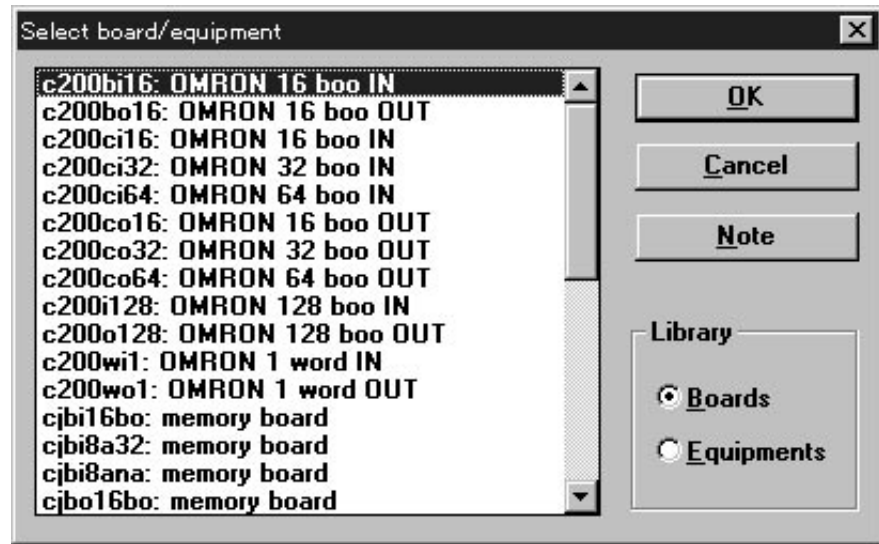 Select board/equipment
c200bi16: OMRON 16 boo IN
c200bo16: OMRON 16 boo OUT
c200ci16: OMRON 16 boo IN
c200ci32: OMRON 32 boo IN
c200ci64: OMRON 64 boo IN
c200co16: OMRON 16 boo OUT
c200co32: OMRON 32 boo OUT
c200co64: OMRON 64 boo OUT
c200i128: OMRON 128 boo IN
c200o128: OMRON 128 boo OUT
c200wi1: OMRON 1 word IN
c200wo1: OMRON 1 word OUT
cjbi16bo: memory board
cjbi8a32: memory board
cjbi8ana: memory board
cjbo16bo: memory board
OK
Cancel
Note
Library
Boards
Equipments